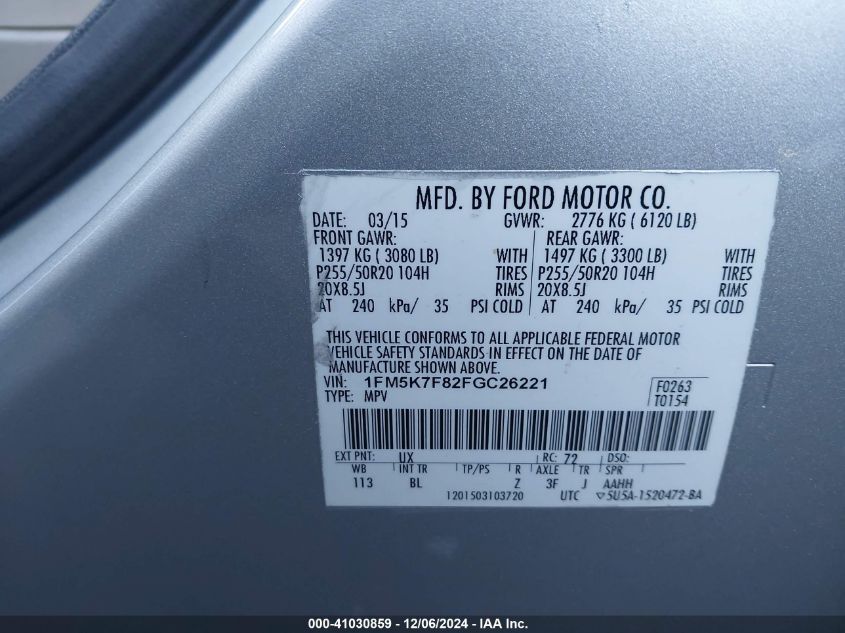 MFD. BY FORD MOTOR CO.
DATE: 03/15 GVWR: 2776 KG ( 6120 LB)
FRONT GAWR: REAR GAWR:
1397 KG ( 3080 LB) WITH 1497 KG ( 3300 LB) WITH
P255/50R20 104H TIRES P255/50R20 104H TIRES
20X8.5J RIMS 20X8.5J RIMS
AT 240 kPa/ 35 PSI COLD AT 240 kPa/ 35 PSI COLD
THIS VEHICLE CONFORMS TO ALL APPLICABLE FEDERAL MOTOR
VEHICLE SAFETY STANDARDS IN EFFECT ON THE DATE OF
MANUFACTURE SHOWN ABOVE.
VIN: 1FM5K7F82FGC26221 F0263
TYPE: MPV T0154
EXT PNT: UX RC: 72 DSO:
WB INT TR TP/PS R AXLE TR SPR
113 BL Z 3F J AAHH
1201503103720 UTC ▽5U5A-1520472-BA
000-41030859 - 12/06/2024 - IAA Inc.